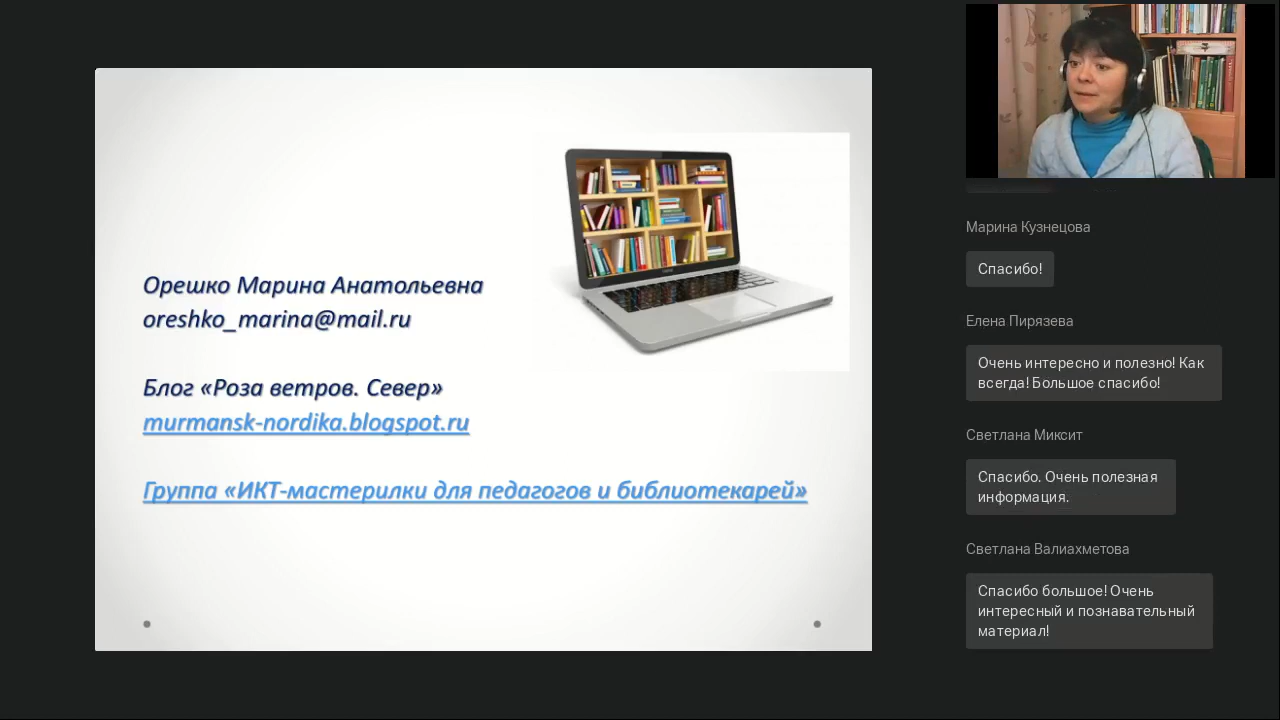 Орешко Марина Анатольевна
oreshko_marina@mail.ru
Блог «Роза ветров. Север»
murmansk-nordika.blogspot.ru
Группа «ИКТ-мастерилки для педагогов и библиотекарей»
Марина Кузнецова
Спасибо!
Елена Пирязева
Очень интересно и полезно! Как
всегда! Большое спасибо!
Светлана Миксит
Спасибо. Очень полезная
информация.
Светлана Валиахметова
Спасибо большое! Очень
интересный и познавательный
материал!